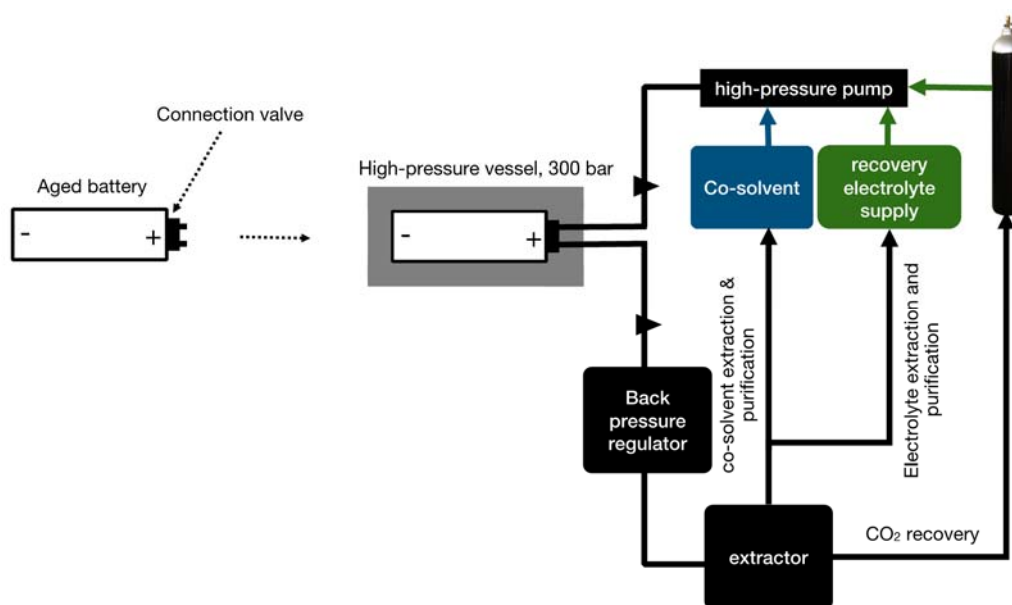 high-pressure pump
Connection valve
High-pressure vessel, 300 bar
Aged battery
Co-solvent
recovery
electrolyte
supply
-
+
-
+
co-solvent extraction &
purification
Electrolyte extraction and
purification
Back
pressure
regulator
extractor
CO₂ recovery